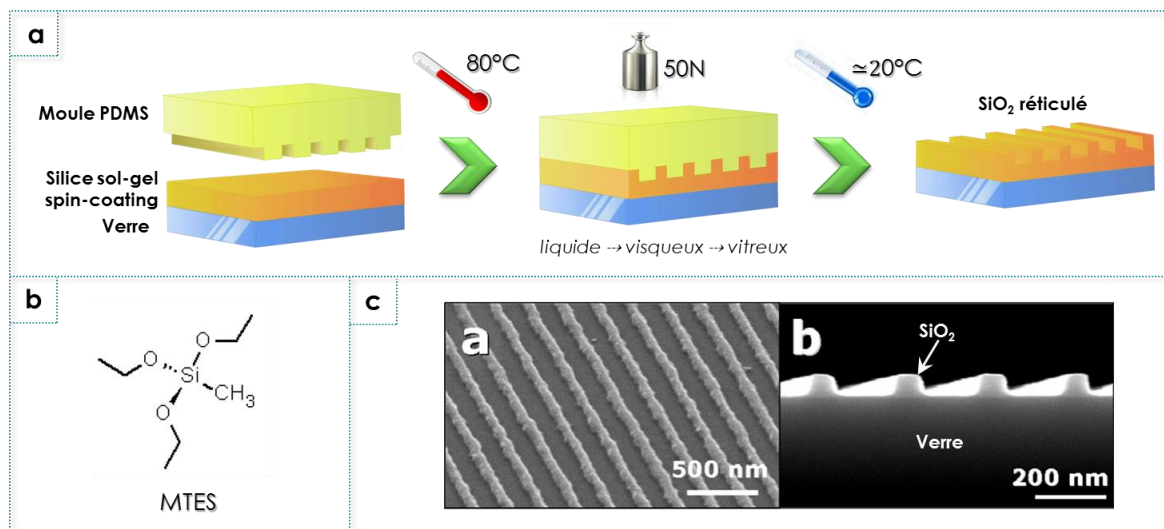 a
80°C
50N
≃20°C
Moule PDMS
SiO₂ réticulé
Silice sol-gel
spin-coating
Verre
liquide → visqueux → vitreux
b
O
O
Si
CH₃
O
MTES
c
a
500 nm
b
SiO₂
Verre
200 nm